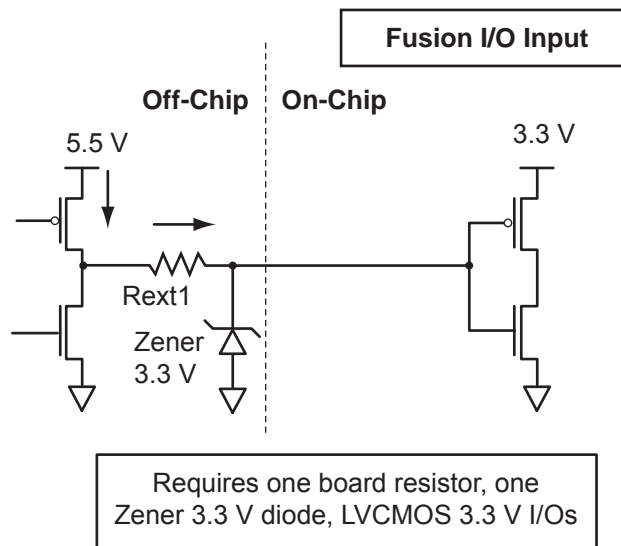 Fusion I/O Input
Off-Chip
On-Chip
5.5 V
3.3 V
Rext1
Zener
3.3 V
Requires one board resistor, one
Zener 3.3 V diode, LVCMOS 3.3 V I/Os